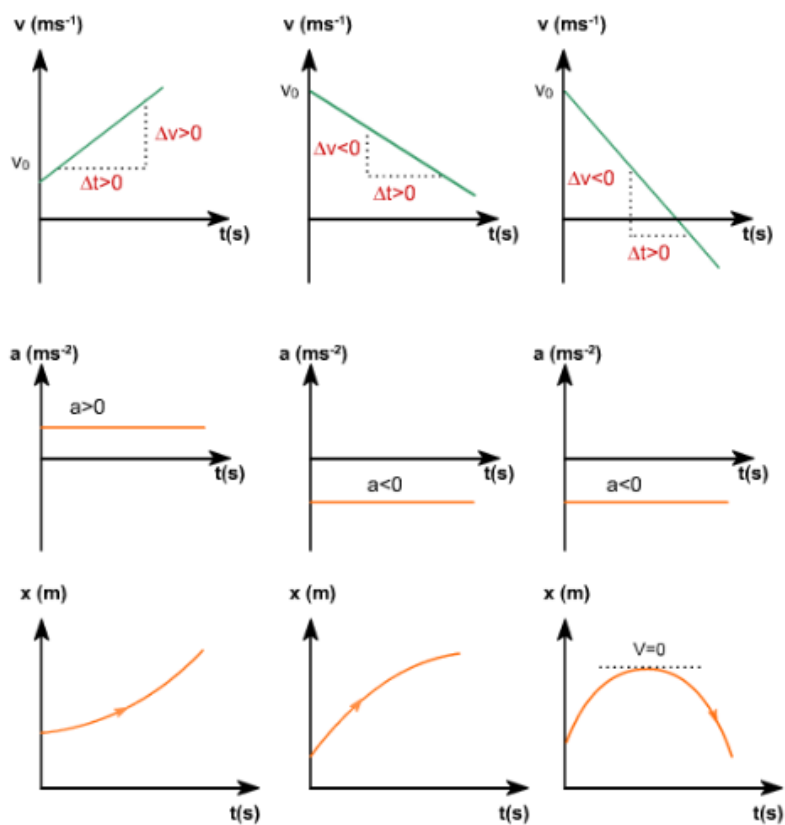 v (ms⁻¹) v (ms⁻¹) v (ms⁻¹)
v₀ v₀
Δv>0
Δv<0
v₀
Δv<0
Δt>0 Δt>0
t(s) t(s) t(s)
Δt>0
a (ms⁻²) a (ms⁻²) a (ms⁻²)
a>0
t(s) t(s) t(s)
a<0 a<0
x (m) x (m) x (m)
V=0
t(s) t(s) t(s)